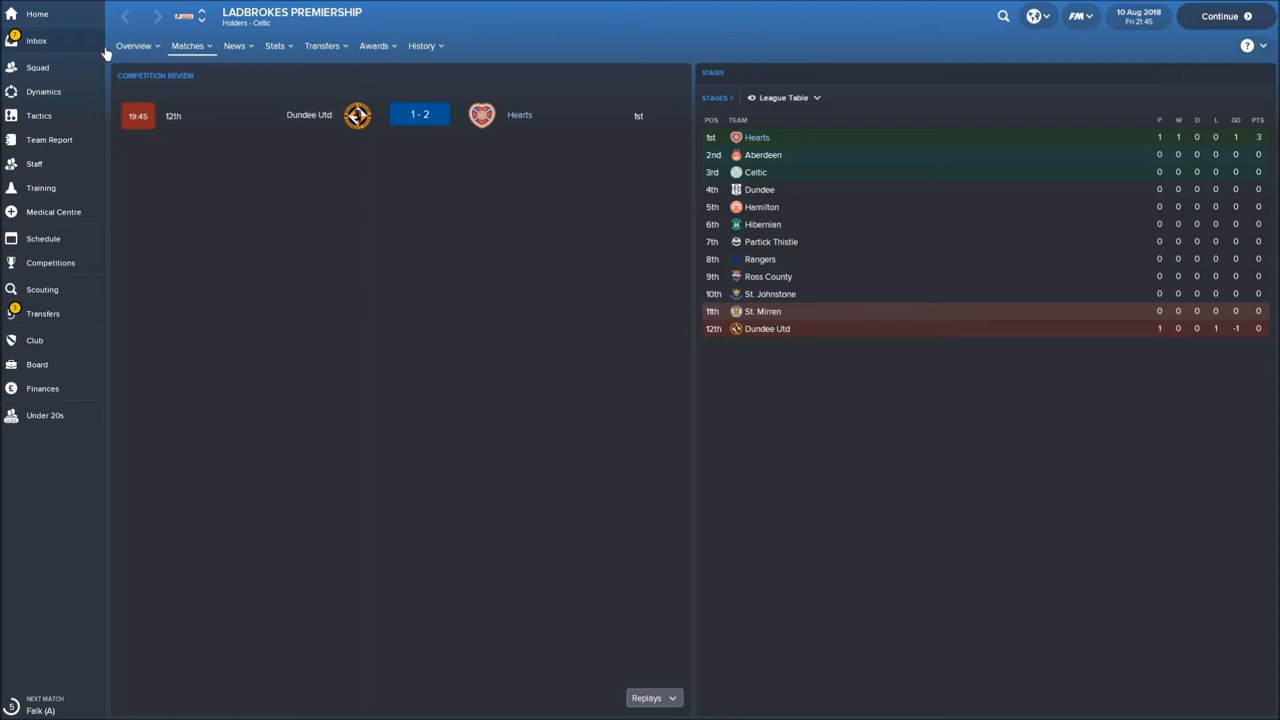 Home
LADBROKES PREMIERSHIP
Holders - Celtic
FM
10 Aug 2018
Fri 21:45
Continue
7
Inbox
Overview
Matches
News
Stats
Transfers
Awards
History
?
Squad
Dynamics
Tactics
Team Report
Staff
Training
Medical Centre
Schedule
Competitions
Scouting
3
Transfers
Club
Board
£ Finances
Under 20s
5
NEXT MATCH
Falk (A)
COMPETITION REVIEW
19:45 12th Dundee Utd 1 - 2 Hearts 1st
Replays
STAGES
STAGES > League Table
POS TEAM P W D L GD PTS
1st Hearts 1 1 0 0 1 3
2nd Aberdeen 0 0 0 0 0 0
3rd Celtic 0 0 0 0 0 0
4th Dundee 0 0 0 0 0 0
5th Hamilton 0 0 0 0 0 0
6th Hibernian 0 0 0 0 0 0
7th Partick Thistle 0 0 0 0 0 0
8th Rangers 0 0 0 0 0 0
9th Ross County 0 0 0 0 0 0
10th St. Johnstone 0 0 0 0 0 0
11th St. Mirren 0 0 0 0 0 0
12th Dundee Utd 1 0 0 1 -1 0